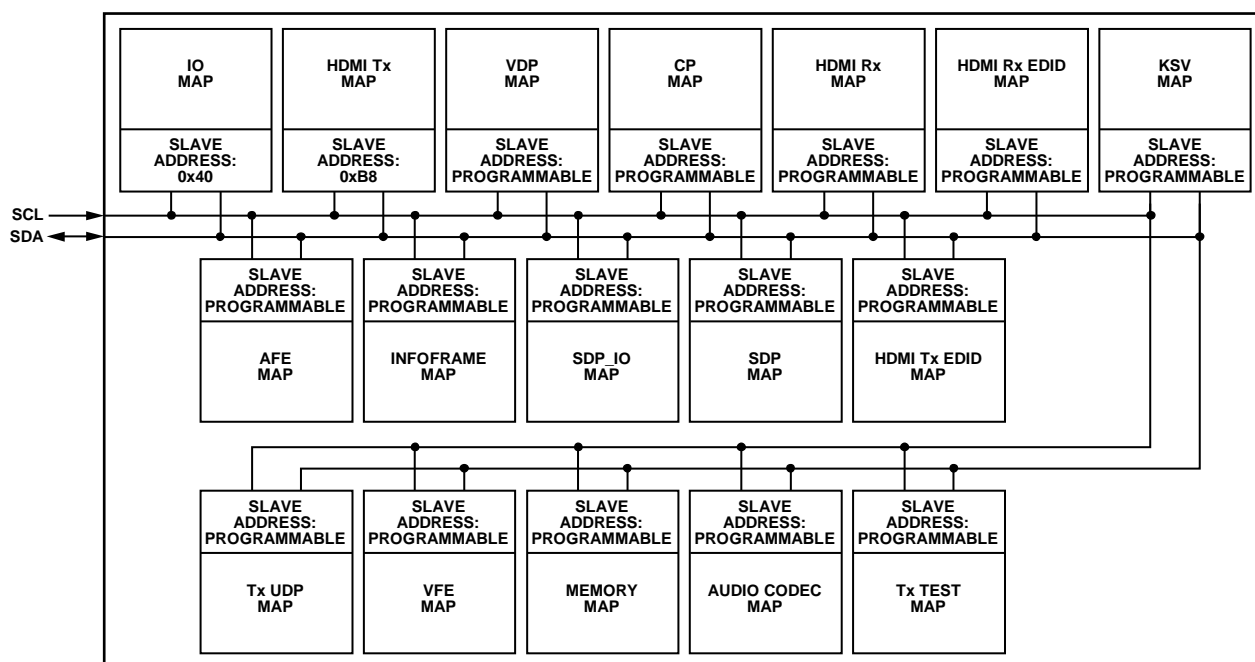 IO
MAP
HDMI Tx
MAP
VDP
MAP
CP
MAP
HDMI Rx
MAP
HDMI Rx EDID
MAP
KSV
MAP
SLAVE
ADDRESS:
0x40
SLAVE
ADDRESS:
0xB8
SLAVE
ADDRESS:
PROGRAMMABLE
SLAVE
ADDRESS:
PROGRAMMABLE
SLAVE
ADDRESS:
PROGRAMMABLE
SLAVE
ADDRESS:
PROGRAMMABLE
SLAVE
ADDRESS:
PROGRAMMABLE
SCL
SDA
SLAVE
ADDRESS:
PROGRAMMABLE
SLAVE
ADDRESS:
PROGRAMMABLE
SLAVE
ADDRESS:
PROGRAMMABLE
SLAVE
ADDRESS:
PROGRAMMABLE
SLAVE
ADDRESS:
PROGRAMMABLE
AFE
MAP
INFOFRAME
MAP
SDP_IO
MAP
SDP
MAP
HDMI Tx EDID
MAP
SLAVE
ADDRESS:
PROGRAMMABLE
SLAVE
ADDRESS:
PROGRAMMABLE
SLAVE
ADDRESS:
PROGRAMMABLE
SLAVE
ADDRESS:
PROGRAMMABLE
SLAVE
ADDRESS:
PROGRAMMABLE
Tx UDP
MAP
VFE
MAP
MEMORY
MAP
AUDIO CODEC
MAP
Tx TEST
MAP